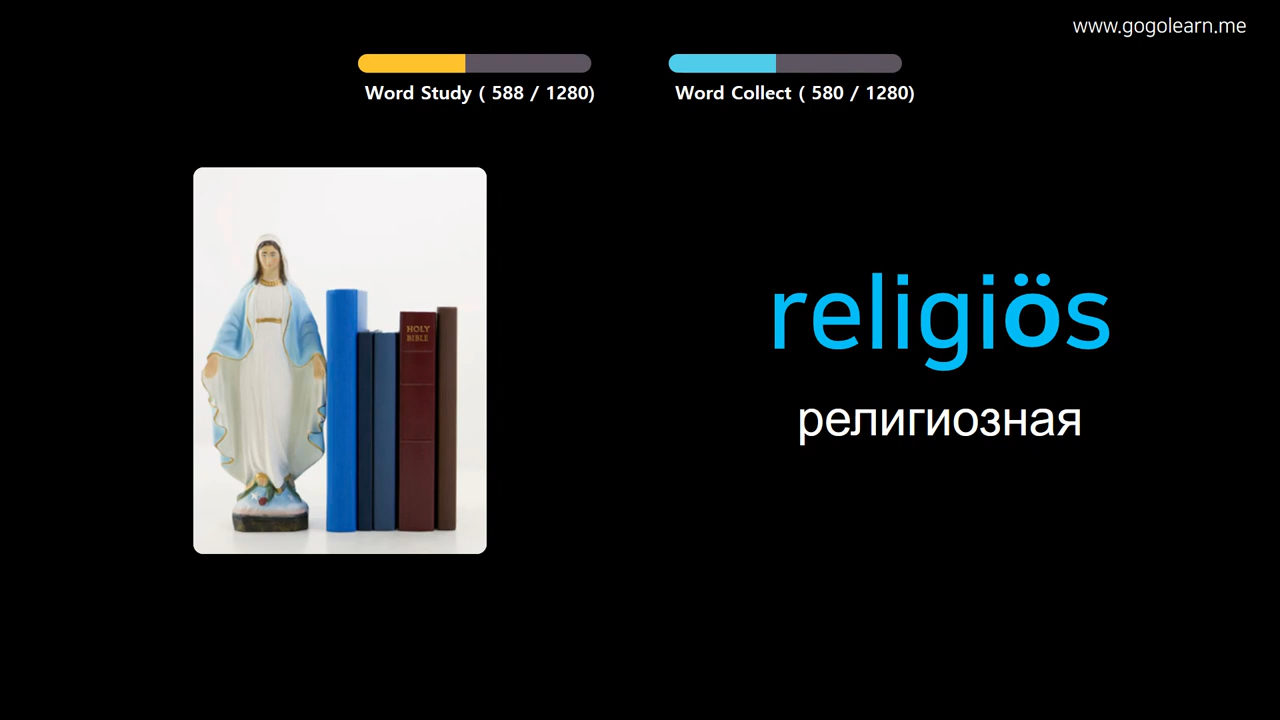 www.gogolearn.me
Word Study ( 588 / 1280)
Word Collect ( 580 / 1280)
HOLY
BIBLE
religiös
религиозная